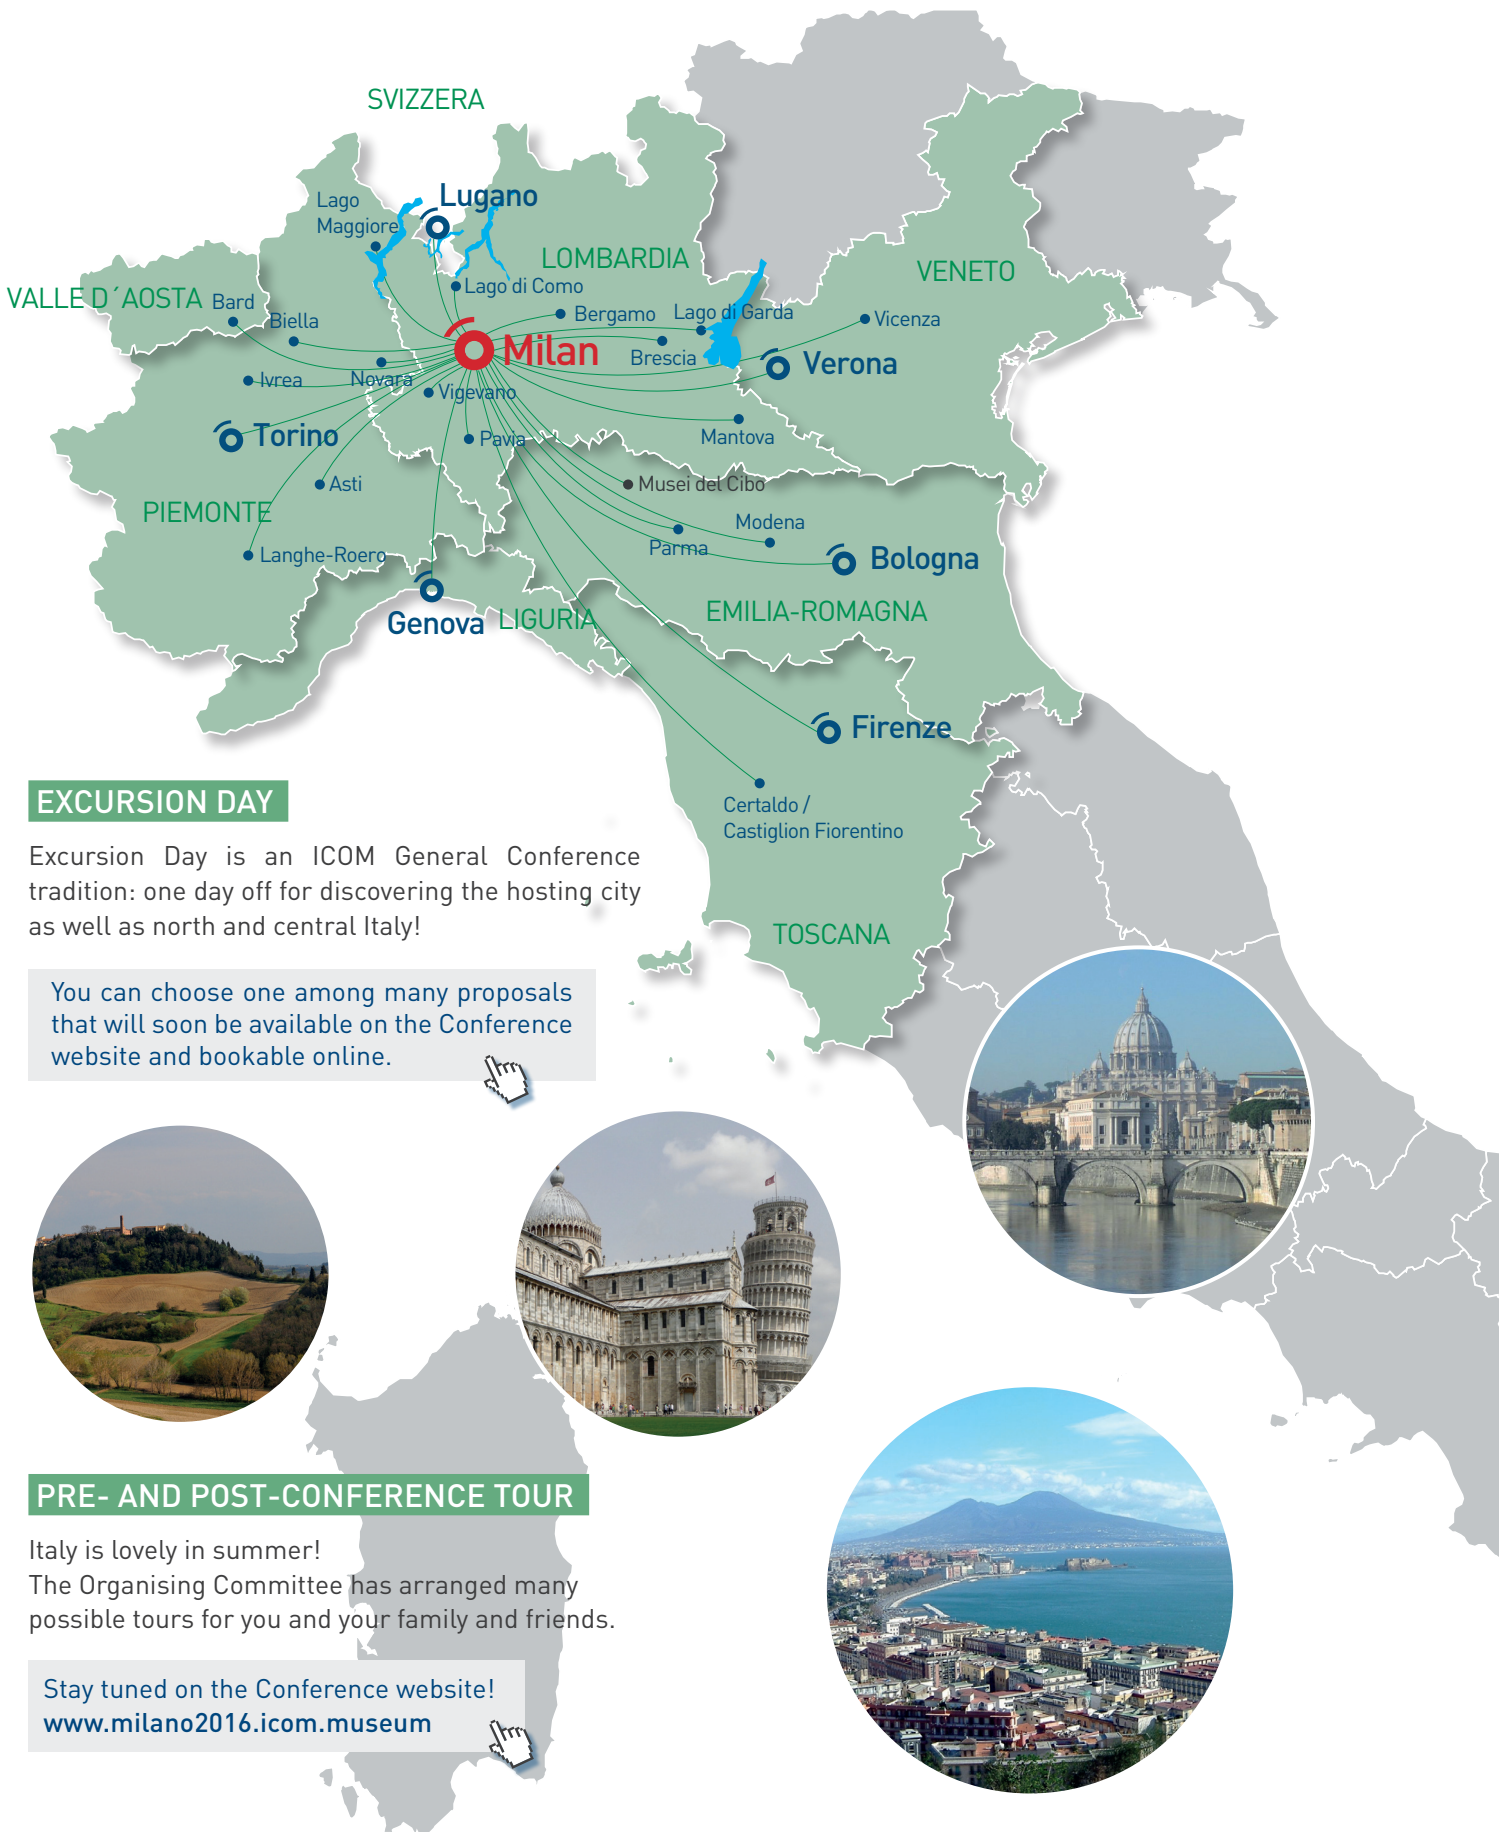 SVIZZERA
Lugano
Lago
Maggiore
LOMBARDIA
VENETO
VALLE D´AOSTA
Bard
Lago di Como
Biella
Bergamo
Lago di Garda
Vicenza
Milan
Brescia
Verona
Ivrea
Novara
Vigevano
Torino
Pavia
Mantova
Asti
Musei del Cibo
PIEMONTE
Modena
Parma
Langhe-Roero
Bologna
Genova
LIGURIA
EMILIA-ROMAGNA
Firenze
Certaldo /
Castiglion Fiorentino
TOSCANA
EXCURSION DAY
Excursion Day is an ICOM General Conference
tradition: one day off for discovering the hosting city
as well as north and central Italy!
You can choose one among many proposals
that will soon be available on the Conference
website and bookable online.
PRE- AND POST-CONFERENCE TOUR
Italy is lovely in summer!
The Organising Committee has arranged many
possible tours for you and your family and friends.
Stay tuned on the Conference website!
www.milano2016.icom.museum